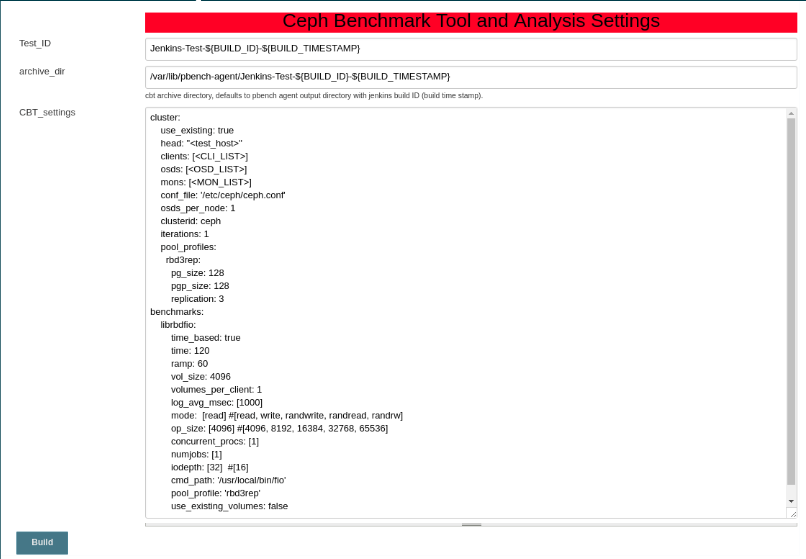 Ceph Benchmark Tool and Analysis Settings
Test_ID
Jenkins-Test-${BUILD_ID}-${BUILD_TIMESTAMP}
archive_dir
/var/lib/pbench-agent/Jenkins-Test-${BUILD_ID}-${BUILD_TIMESTAMP}
cbt archive directory, defaults to pbench agent output directory with jenkins build ID (build time stamp).
CBT_settings
cluster:
    use_existing: true
    head: "<test_host>"
    clients: [<CLI_LIST>]
    osds: [<OSD_LIST>]
    mons: [<MON_LIST>]
    conf_file: '/etc/ceph/ceph.conf'
    osds_per_node: 1
    clusterid: ceph
    iterations: 1
    pool_profiles:
      rbd3rep:
        pg_size: 128
        pgp_size: 128
        replication: 3
benchmarks:
    librbdfio:
        time_based: true
        time: 120
        ramp: 60
        vol_size: 4096
        volumes_per_client: 1
        log_avg_msec: [1000]
        mode:  [read] #[read, write, randwrite, randread, randrw]
        op_size: [4096] #[4096, 8192, 16384, 32768, 65536]
        concurrent_procs: [1]
        numjobs: [1]
        iodepth: [32]  #[16]
        cmd_path: '/usr/local/bin/fio'
        pool_profile: 'rbd3rep'
        use_existing_volumes: false
Build